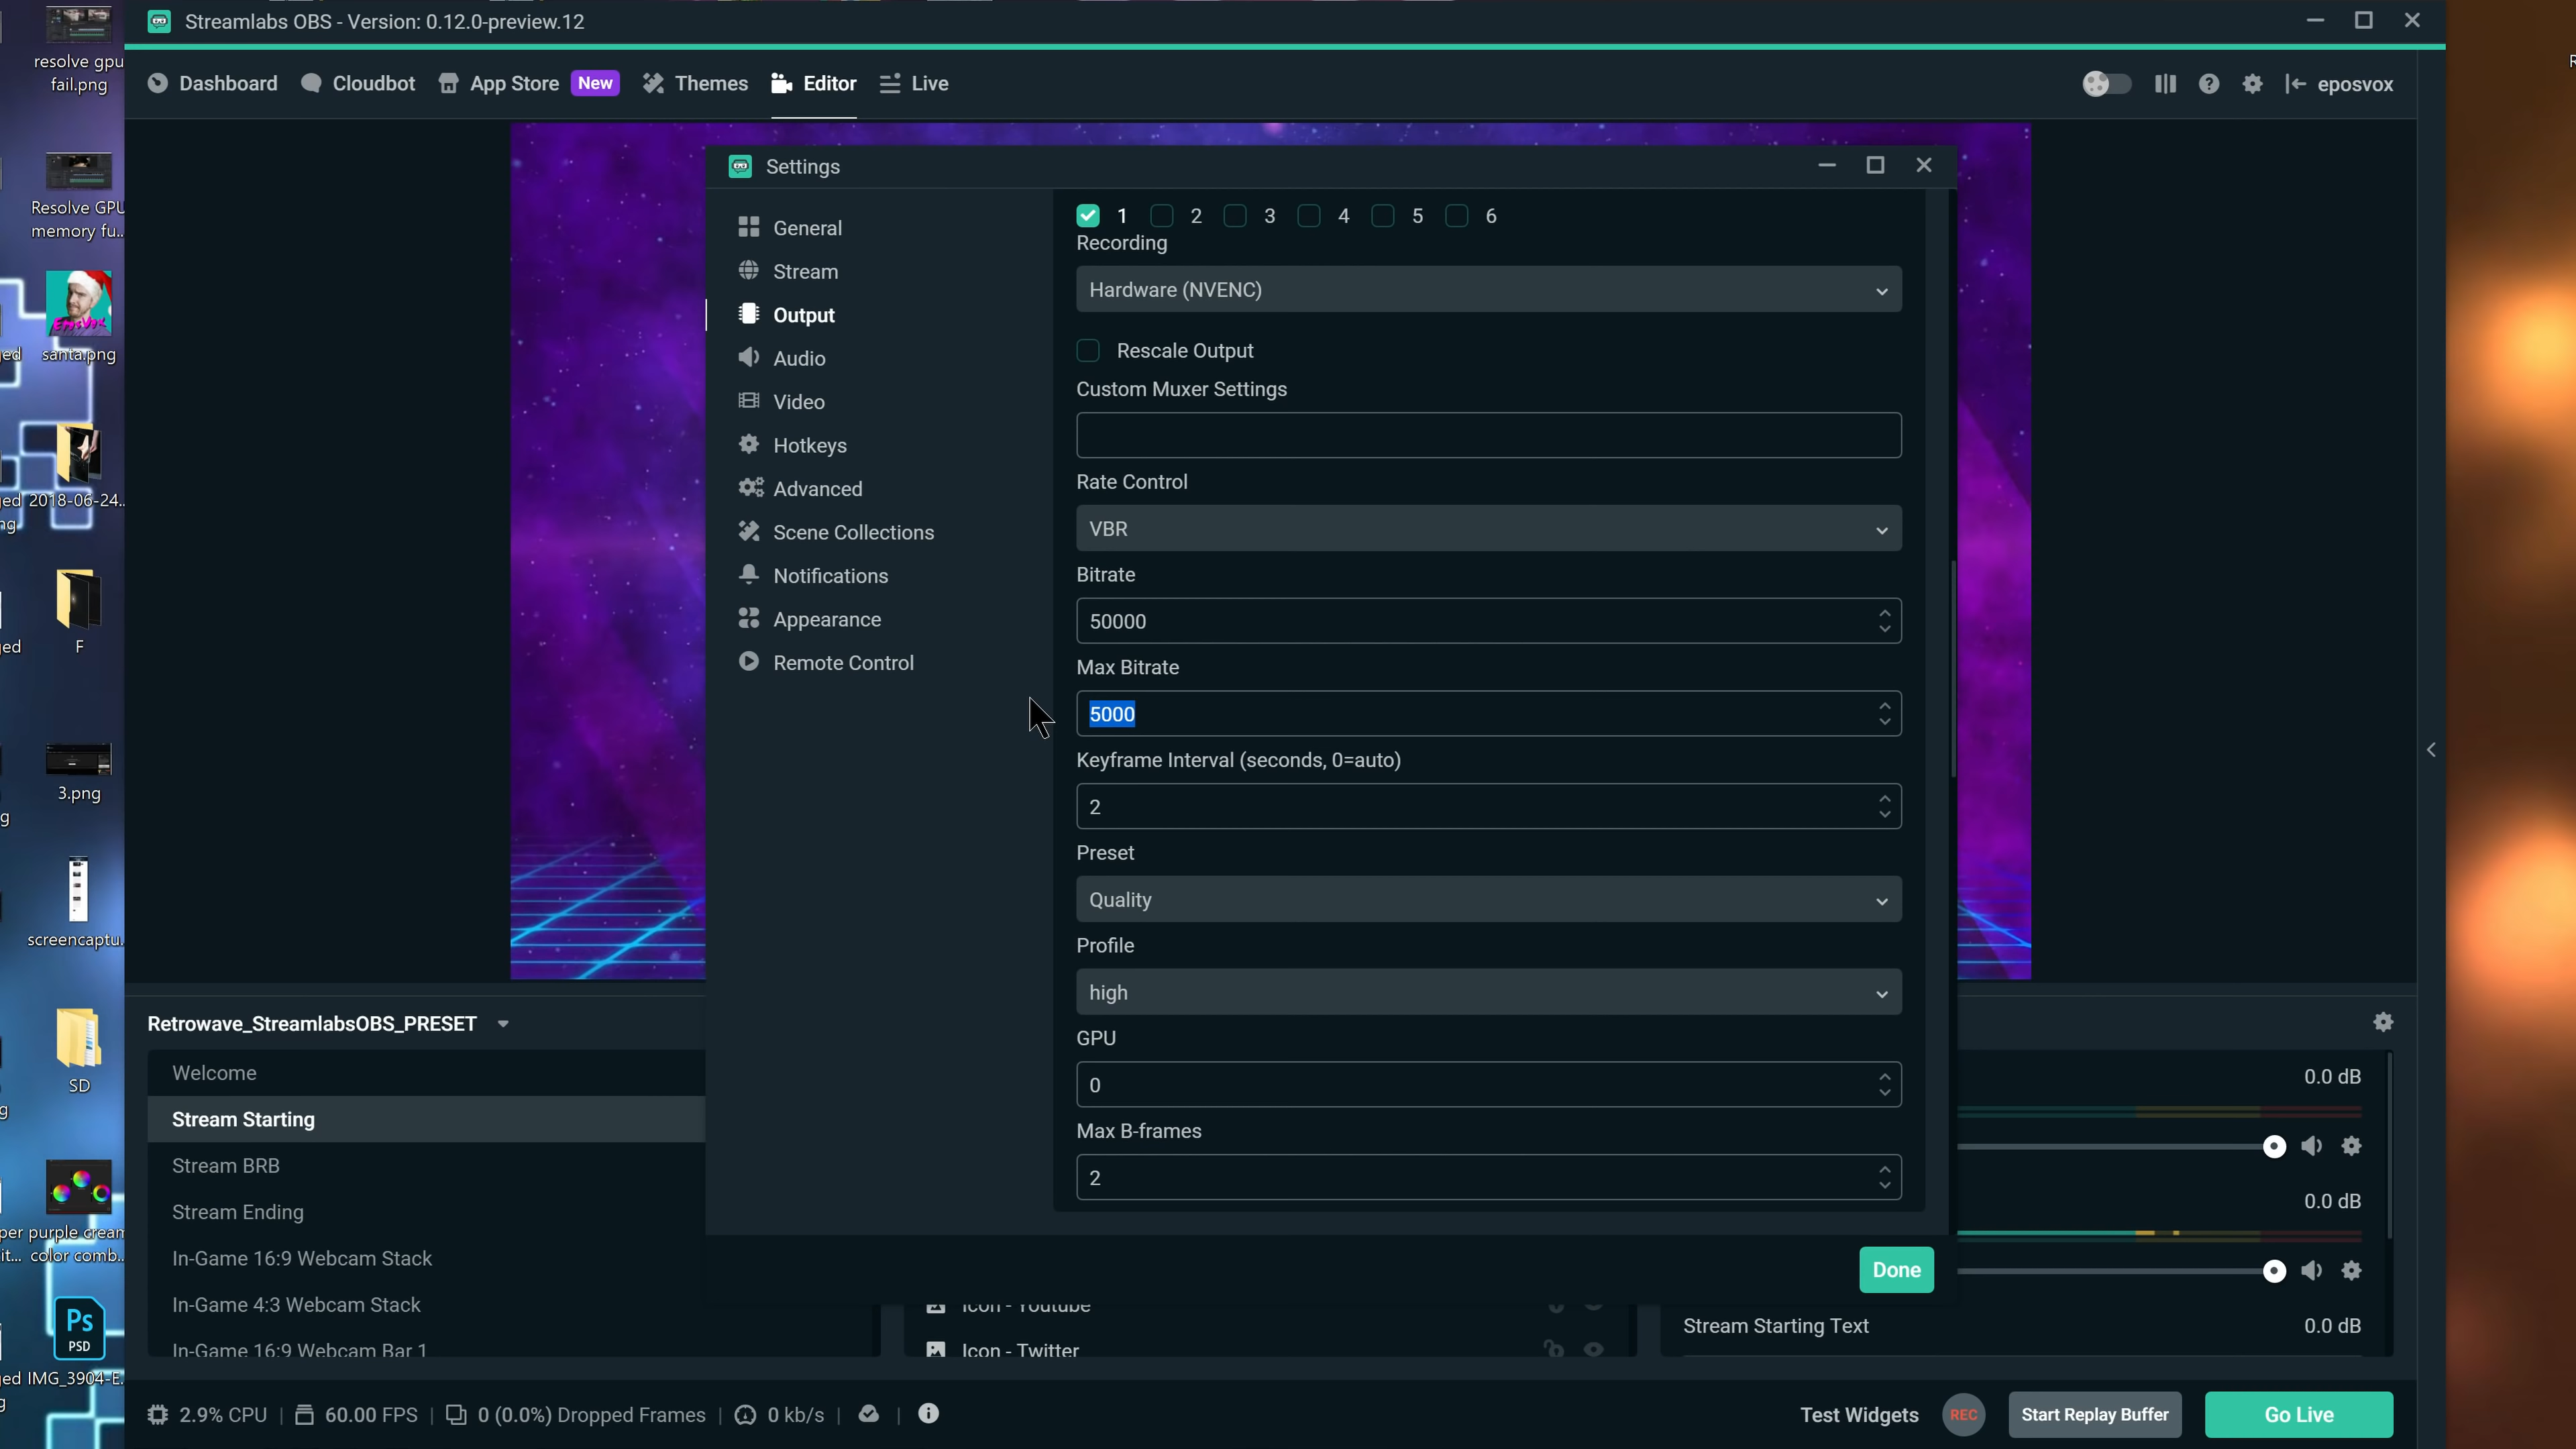 Streamlabs OBS - Version: 0.12.0-preview.12
Dashboard
Cloudbot
App Store
New
Themes
Editor
Live
eposvox
resolve gpu
fail.png
Resolve GPU
memory fu...
santa.png
2018-06-24...
F
3.png
screencaptu...
SD
purple cream
color comb...
Ps
PSD
IMG_3904-E...
Settings
General
Stream
Output
Audio
Video
Hotkeys
Advanced
Scene Collections
Notifications
Appearance
Remote Control
1 2 3 4 5 6
Recording
Hardware (NVENC)
Rescale Output
Custom Muxer Settings
Rate Control
VBR
Bitrate
50000
Max Bitrate
5000
Keyframe Interval (seconds, 0=auto)
2
Preset
Quality
Profile
high
GPU
0
Max B-frames
2
Done
Retrowave_StreamlabsOBS_PRESET
Welcome
Stream Starting
Stream BRB
Stream Ending
In-Game 16:9 Webcam Stack
In-Game 4:3 Webcam Stack
In-Game 16:9 Webcam Bar 1
Icon - Youtube
Icon - Twitter
0.0 dB
0.0 dB
Stream Starting Text
0.0 dB
2.9% CPU
60.00 FPS
0 (0.0%) Dropped Frames
0 kb/s
Test Widgets
REC
Start Replay Buffer
Go Live